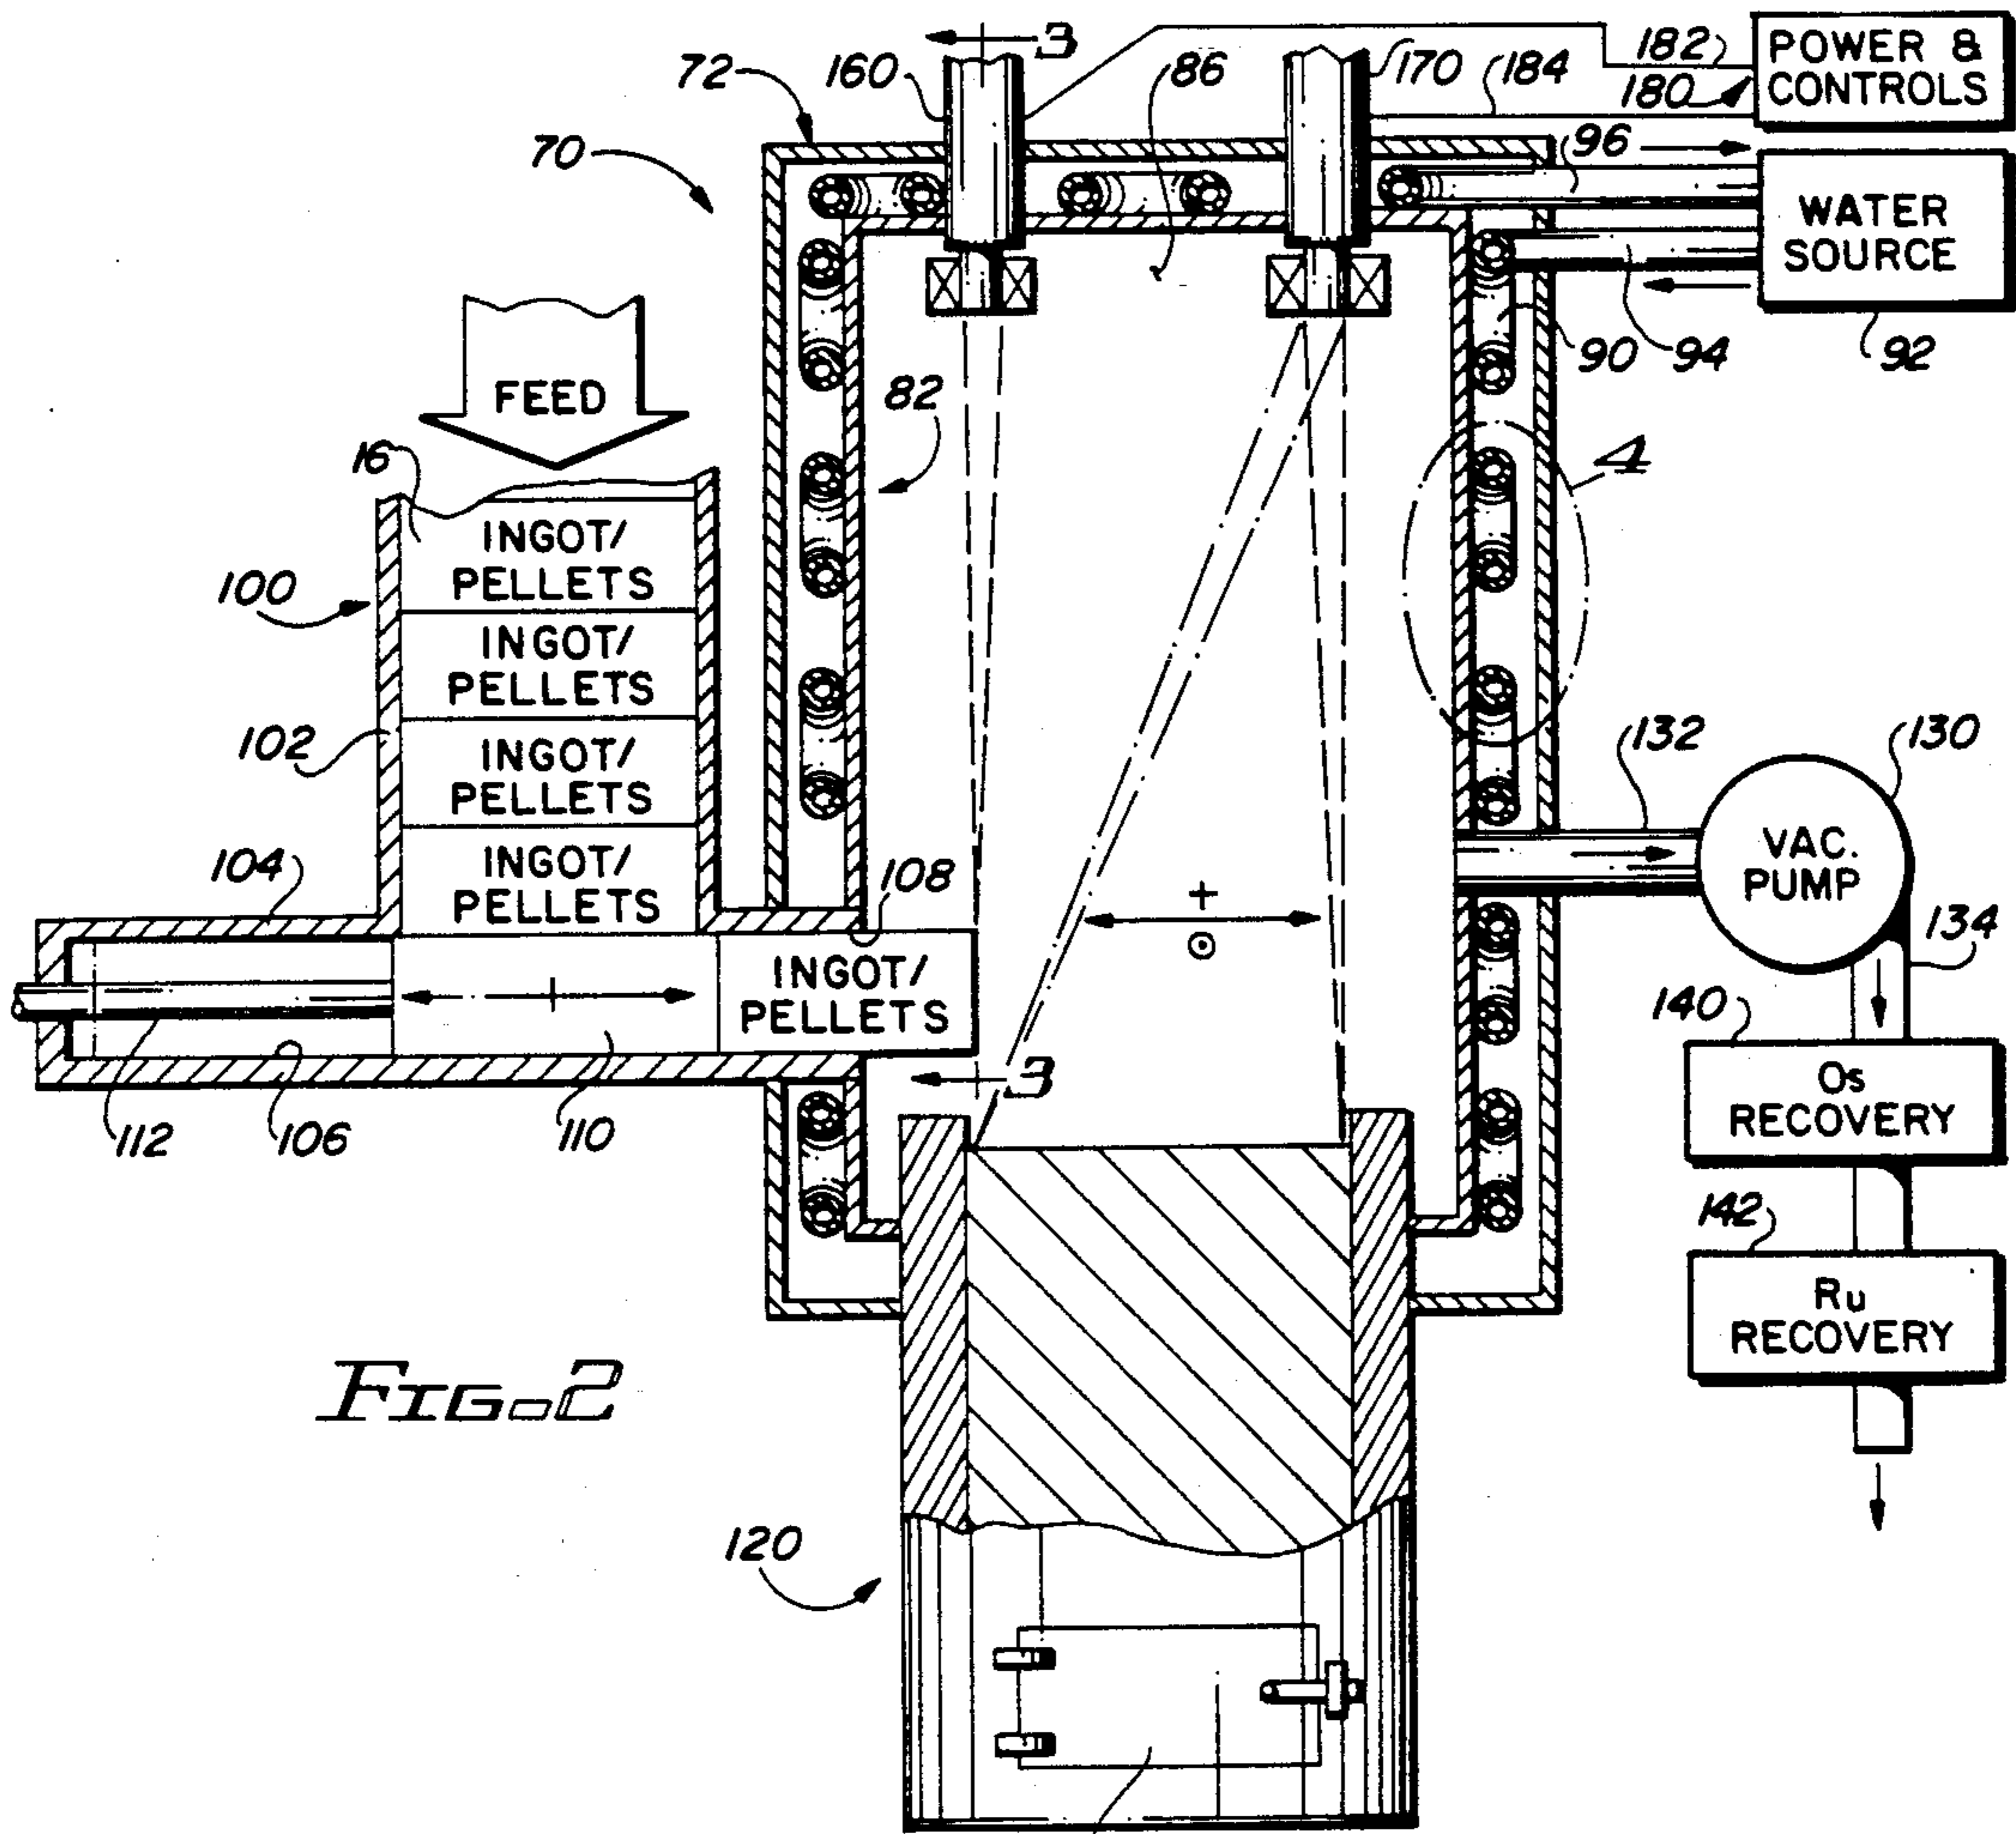 3
160
86
170
182
184
POWER &
CONTROLS
180
72
70
96
WATER
SOURCE
90
94
92
FEED
82
4
16
INGOT/
PELLETS
100
INGOT/
PELLETS
102
INGOT/
PELLETS
132
130
VAC.
PUMP
104
INGOT/
PELLETS
108
134
INGOT/
PELLETS
140
Os
RECOVERY
3
112
106
110
142
Ru
RECOVERY
FIG. 2
120